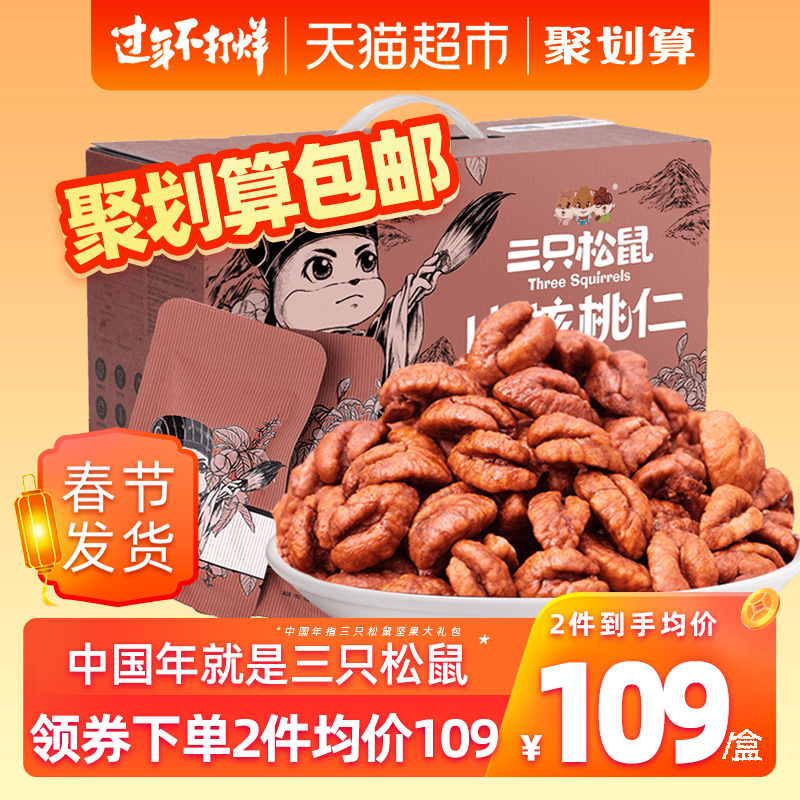 过年不打烊 天猫超市 聚划算
聚划算包邮
三只松鼠
Three Squirrels
山核桃仁
春节
发货
*中国年指三只松鼠坚果大礼包
中国年就是三只松鼠*
领券下单2件均价109
2件到手均价
¥109/盒